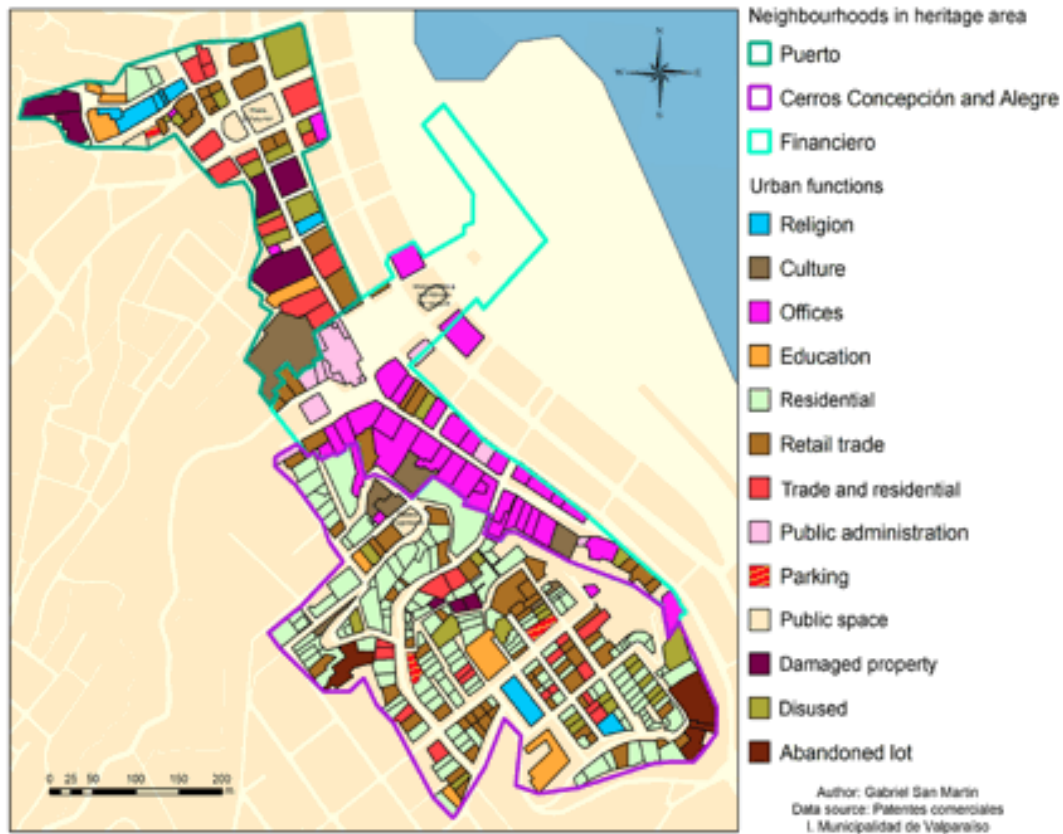 Neighbourhoods in heritage area
Puerto
Cerros Concepción and Alegre
Financiero
Urban functions
Religion
Culture
Offices
Education
Residential
Retail trade
Trade and residential
Public administration
Parking
Public space
Damaged property
Disused
Abandoned lot
N
W
E
S
0 25 50 100 150 200
m
Author: Gabriel San Martin
Data source: Patentes comerciales
I. Municipalidad de Valparaíso